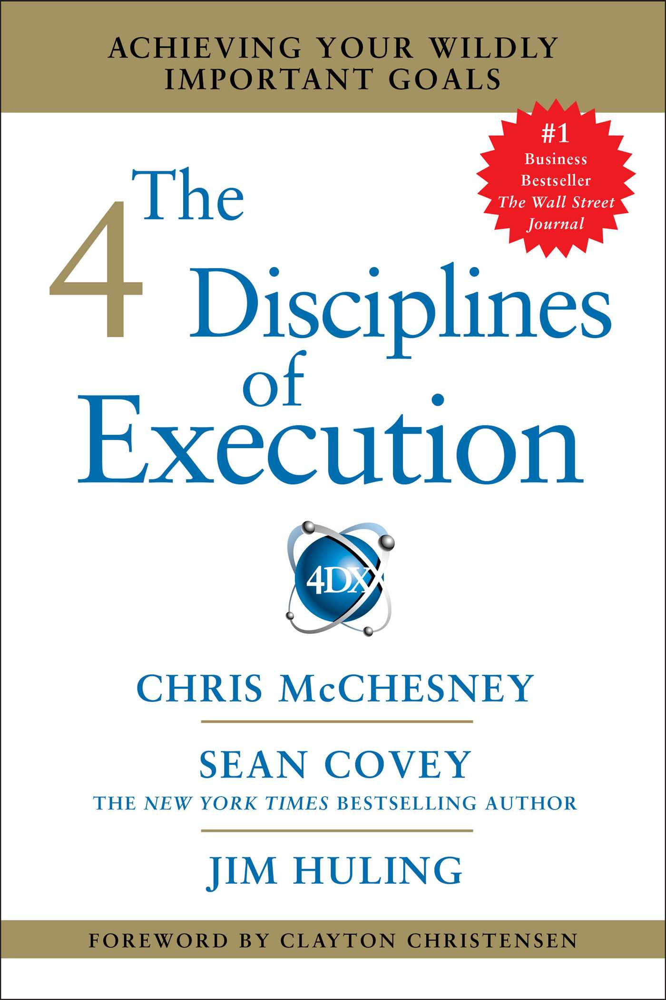 ACHIEVING YOUR WILDLY
IMPORTANT GOALS
#1
Business
Bestseller
The Wall Street
Journal
The
4 Disciplines
of
Execution
4DX
CHRIS McCHESNEY
SEAN COVEY
THE NEW YORK TIMES BESTSELLING AUTHOR
JIM HULING
FOREWORD BY CLAYTON CHRISTENSEN